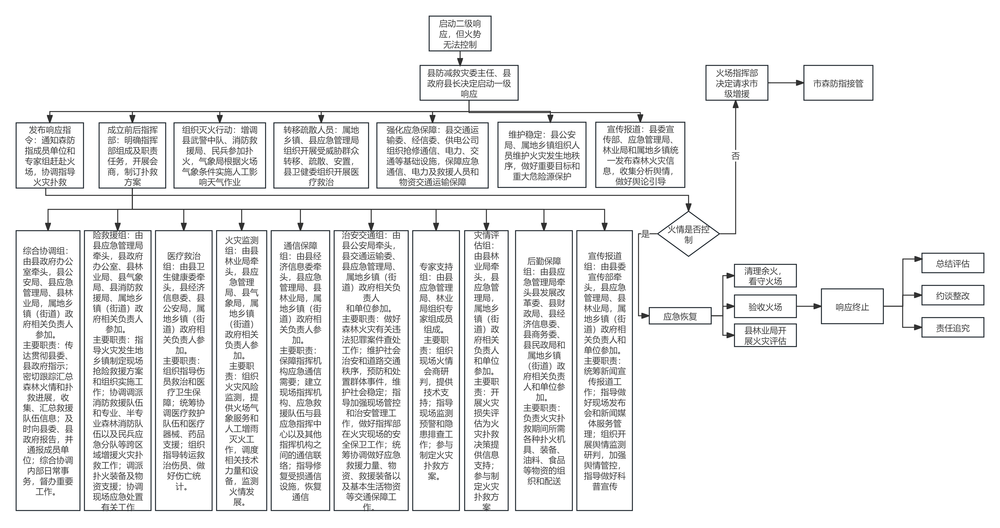 启动二级响
应，但火势
无法控制
县防减救灾委主任、县
政府县长决定启动一级
响应
火场指挥部
决定请求市
级增援
市森防指接管
发布响应指
令：通知森防
指成员单位和
专家组赶赴火
场，协调指导
火灾扑救
成立前后指挥
部：明确指挥
部组成及职责
任务，开展会
商，制订扑救
方案
组织灭火行动：增调
县武警中队、消防救
援局、民兵参加扑
火，气象局根据火场
气象条件实施人工影
响天气作业
转移疏散人员：属地
乡镇、县应急管理局
组织开展受威胁群众
转移、疏散、安置，
县卫健委组织开展医
疗救治
强化应急保障：县交通运
输委、经信委、供电公司
组织抢修通信、电力、交
通等基础设施，保障应急
通信、电力及救援人员和
物资交通运输保障
维护稳定：县公安
局、属地乡镇组织人
员维护火灾发生地秩
序，做好重要目标和
重大危险源保护
宣传报道：县委宣
传部、应急管理局、
林业局和属地乡镇统
一发布森林火灾信
息，收集分析舆情，
做好舆论引导
否
火情是否控
制
是
综合协调组：
由县政府办公
室牵头，县公
安局、县应急
管理局、县林
业局，属地乡
镇（街道）政
府相关负责人
参加。
主要职责：传
达贯彻县委、
县政府指示；
密切跟踪汇总
森林火情和扑
救进展，收
集、汇总救援
队伍信息；及
时向县委、县
政府报告，并
通报成员单
位；综合协调
内部日常事
务，督办重要
工作。
险救援组：由
县应急管理局
牵头，县政府
办公室、县林
业局、县气象
局、县消防救
援局、属地乡
镇（街道）政
府相关负责人
参加。
主要职责：指
导火灾发生地
乡镇制定现场
抢险救援方案
和组织实施工
作；协调调派
消防救援队伍
和专业、半专
业森林消防队
伍以及民兵应
急分队等跨区
域增援火灾扑
救工作；调派
扑火装备及物
资支援；协调
现场应急处置
有关工作
医疗救治
组：由县卫
生健康委牵
头，县经济
信息委、县
公安局，属
地乡镇（街
道）政府相
关负责人参
加。
主要职责：
组织指导伤
员救治和医
疗卫生保
障；统筹协
调医疗救护
队伍和医疗
器械、药品
支援；组织
指导转运救
治伤员、做
好伤亡统
计。
火灾监测
组：由县
林业局牵
头，县应
急管理
局、县气
象局，属
地乡镇
（街道）
政府相关
负责人参
加。
主要职
责：组织
火灾风险
监测，提
供火场气
象服务和
人工增雨
灭火工
作，调度
相关技术
力量和设
备，监测
火情发
展。
通信保障
组：由县经
济信息委牵
头，县应急
管理局、县
林业局，属
地乡镇（街
道）政府相
关负责人参
加。
主要职责：
保障指挥机
构应急通信
需要；建立
现场指挥机
构、应急救
援队伍与县
应急指挥中
心以及其他
指挥机构之
间的通信联
络；指导修
复受损通信
设施，恢复
通信
治安交通组：由
县公安局牵头，
县交通运输委、
县应急管理局、
属地乡镇（街
道）政府相关负
责人
和单位参加。
主要职责：做好
森林火灾有关违
法犯罪案件查处
工作；维护社会
治安和道路交通
秩序，预防和处
置群体事件，维
护社会稳定；指
导加强现场管控
和治安管理工
作，做好指挥部
在火灾现场的安
全保卫工作；统
筹协调做好应急
救援力量、物
资、救援装备以
及基本生活物资
等交通保障工
作。
专家支持
组：由县
应急管理
局、林业
局组织专
家组成员
组成。
主要职
责：组织
现场火情
会商研
判，提供
技术支
持；指导
现场监测
预警和隐
患排查工
作；参与
制定火灾
扑救方
案。
灾情评
估组：
由县林
业局牵
头，县
应急管
理局，
属地乡
镇（街
道）政
府相关
负责人
和单位
参加。
主要职
责：开
展火灾
损失评
估为火
灾扑救
决策提
供信息
支持；
参与制
定火灾
扑救方
案
后勤保障
组：由县应
急管理局牵
头县发展改
革委、县财
政局、县经
济信息委、
县商务委、
县民政局和
属地乡镇
（街道）政
府相关负责
人和单位参
加。
主要职责：
负责火灾扑
救期间所需
各种扑火机
具、装备、
油料、食品
等物资的组
织和配送
宣传报道
组：由县委
宣传部牵
头，县应急
管理局、县
林业局，属
地乡镇（街
道）政府相
关负责人和
单位参加。
主要职责：
统筹新闻宣
传报道工
作；指导做
好现场发布
会和新闻媒
体服务管
理；组织开
展舆情监测
研判，加强
舆情管控，
指导做好科
普宣传
应急恢复
清理余火，
看守火场
验收火场
县林业局开
展火灾评估
响应终止
总结评估
约谈整改
责任追究